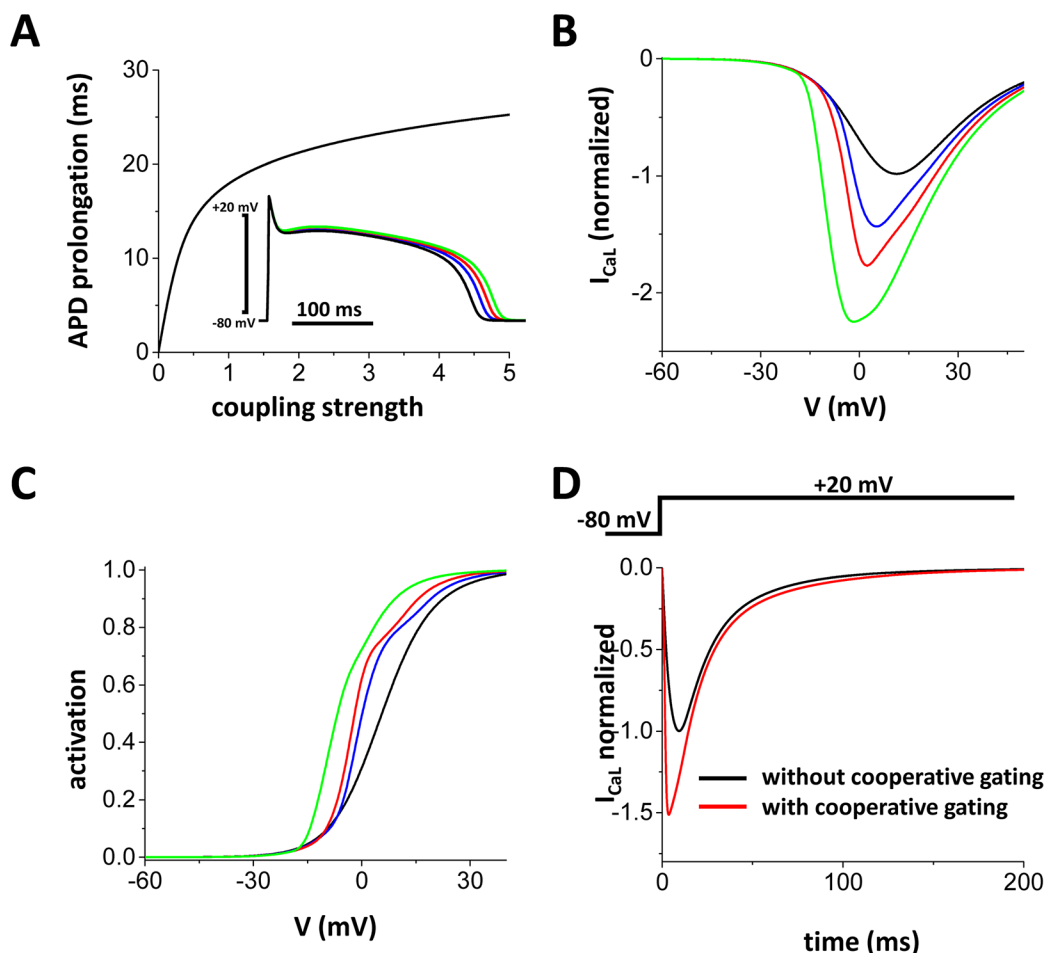 A
B
30
20
10
0
APD prolongation (ms)
+20 mV
-80 mV
100 ms
0 1 2 3 4 5
coupling strength
0
-1
-2
I_CaL (normalized)
-60 -30 0 30
V (mV)
C
D
1.0
0.8
0.6
0.4
0.2
0.0
activation
-60 -30 0 30
V (mV)
+20 mV
-80 mV
0.0
-0.5
-1.0
-1.5
I_CaL normalized
without cooperative gating
with cooperative gating
0 100 200
time (ms)